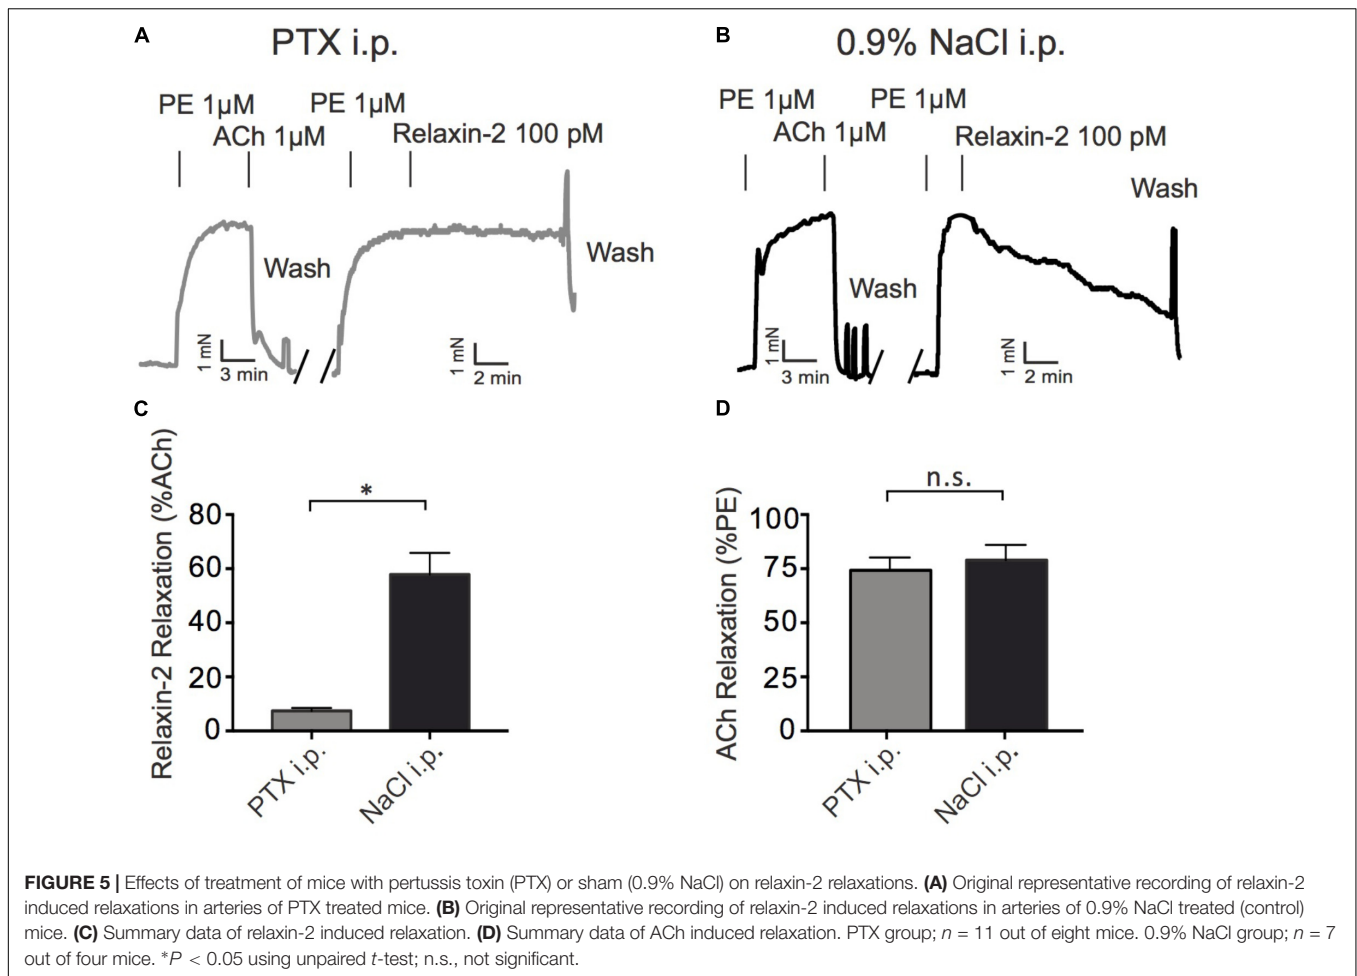 A
PTX i.p.
PE 1µM
PE 1µM
ACh 1µM
Relaxin-2 100 pM
Wash
Wash
1 mN
3 min
1 mN
2 min
B
0.9% NaCl i.p.
PE 1µM
PE 1µM
ACh 1µM
Relaxin-2 100 pM
Wash
Wash
1 mN
3 min
1 mN
2 min
C
Relaxin-2 Relaxation (%ACh)
80
60
40
20
0
*
PTX i.p.
NaCl i.p.
D
ACh Relaxation (%PE)
100
75
50
25
0
n.s.
PTX i.p.
NaCl i.p.
FIGURE 5 | Effects of treatment of mice with pertussis toxin (PTX) or sham (0.9% NaCl) on relaxin-2 relaxations. (A) Original representative recording of relaxin-2
induced relaxations in arteries of PTX treated mice. (B) Original representative recording of relaxin-2 induced relaxations in arteries of 0.9% NaCl treated (control)
mice. (C) Summary data of relaxin-2 induced relaxation. (D) Summary data of ACh induced relaxation. PTX group; n = 11 out of eight mice. 0.9% NaCl group; n = 7
out of four mice. *P < 0.05 using unpaired t-test; n.s., not significant.